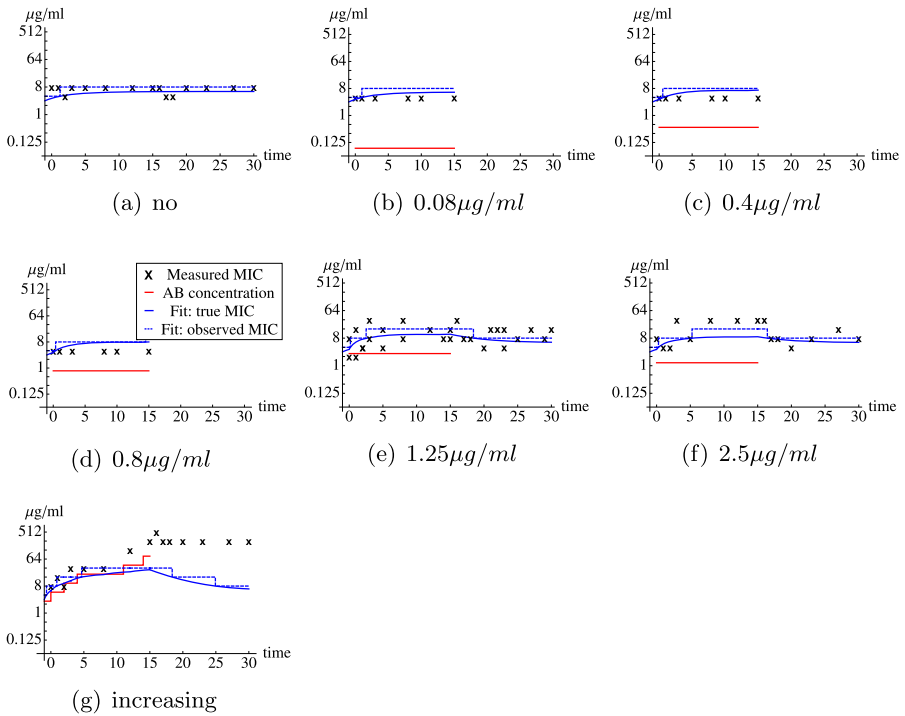 µg/ml
512
64
8
1
0.125
0 5 10 15 20 25 30
time
(a) no
µg/ml
512
64
8
1
0.125
0 5 10 15 20 25 30
time
(b) 0.08µg/ml
µg/ml
512
64
8
1
0.125
0 5 10 15 20 25 30
time
(c) 0.4µg/ml
µg/ml
512
64
8
1
0.125
0 5 10 15 20 25 30
time
Measured MIC
AB concentration
Fit: true MIC
Fit: observed MIC
(d) 0.8µg/ml
µg/ml
512
64
8
1
0.125
0 5 10 15 20 25 30
time
(e) 1.25µg/ml
µg/ml
512
64
8
1
0.125
0 5 10 15 20 25 30
time
(f) 2.5µg/ml
µg/ml
512
64
8
1
0.125
0 5 10 15 20 25 30
time
(g) increasing